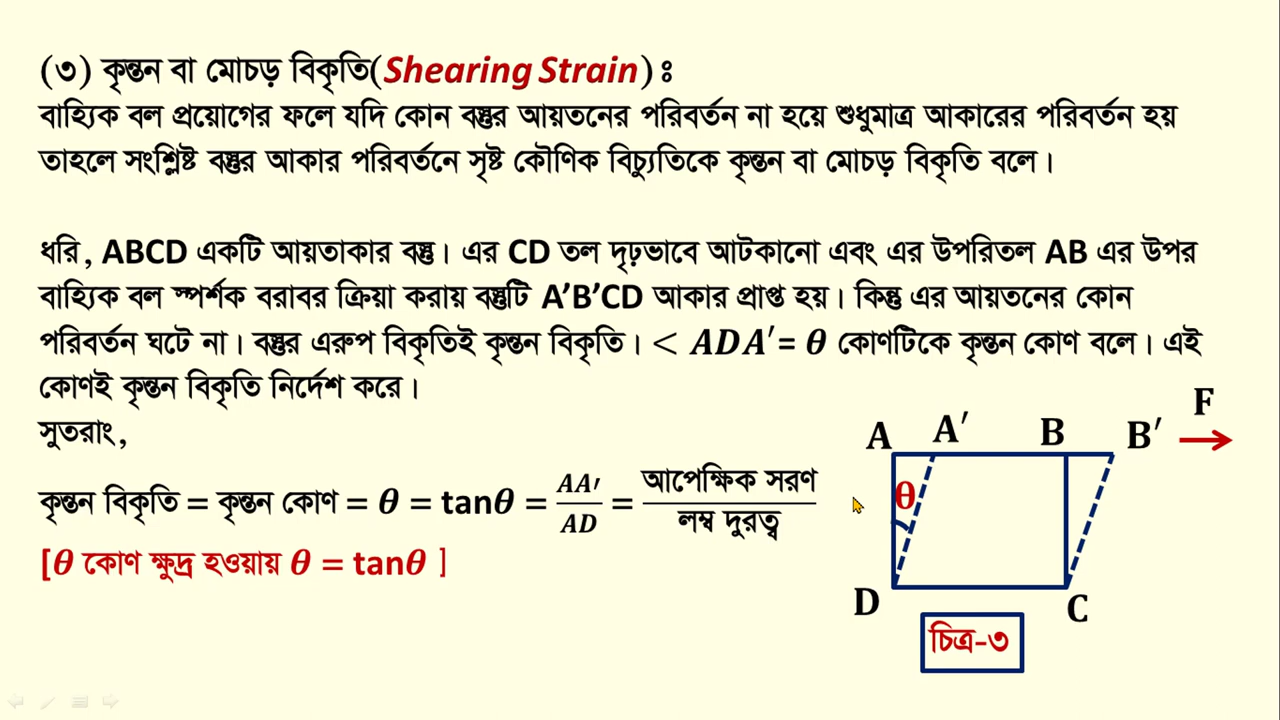 (৩) কৃন্তন বা মোচড় বিকৃতি(Shearing Strain)ঃ
বাহ্যিক বল প্রয়োগের ফলে যদি কোন বস্তুর আয়তনের পরিবর্তন না হয়ে শুধুমাত্র আকারের পরিবর্তন হয়
তাহলে সংশ্লিষ্ট বস্তুর আকার পরিবর্তনে সৃষ্ট কৌণিক বিচ্যুতিকে কৃন্তন বা মোচড় বিকৃতি বলে।
ধরি, ABCD একটি আয়তাকার বস্তু। এর CD তল দৃঢ়ভাবে আটকানো এবং এর উপরিতল AB এর উপর
বাহ্যিক বল স্পর্শক বরাবর ক্রিয়া করায় বস্তুটি A’B’CD আকার প্রাপ্ত হয়। কিন্তু এর আয়তনের কোন
পরিবর্তন ঘটে না। বস্তুর এরুপ বিকৃতিই কৃন্তন বিকৃতি। < ADA′= θ কোণটিকে কৃন্তন কোণ বলে। এই
কোণই কৃন্তন বিকৃতি নির্দেশ করে।
সুতরাং,
কৃন্তন বিকৃতি = কৃন্তন কোণ = θ = tanθ = AA′/AD = আপেক্ষিক সরণ/লম্ব দুরত্ব
[θ কোণ ক্ষুদ্র হওয়ায় θ = tanθ ]
F
A A′ B B′
θ
D C
চিত্র-৩